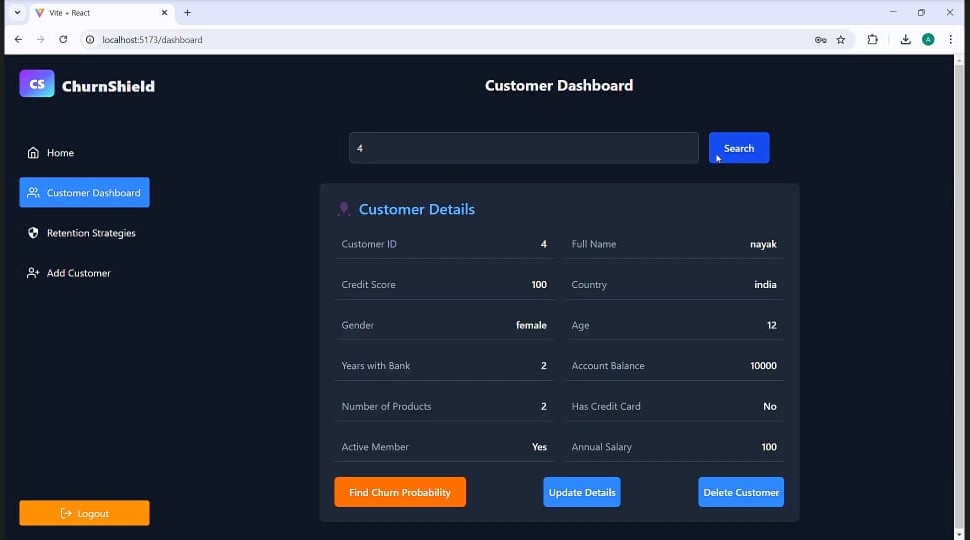 Vite + React
localhost:5173/dashboard
A
CS ChurnShield
Customer Dashboard
Home
Customer Dashboard
Retention Strategies
Add Customer
Logout
4 Search
Customer Details
Customer ID 4 Full Name nayak
Credit Score 100 Country india
Gender female Age 12
Years with Bank 2 Account Balance 10000
Number of Products 2 Has Credit Card No
Active Member Yes Annual Salary 100
Find Churn Probability Update Details Delete Customer